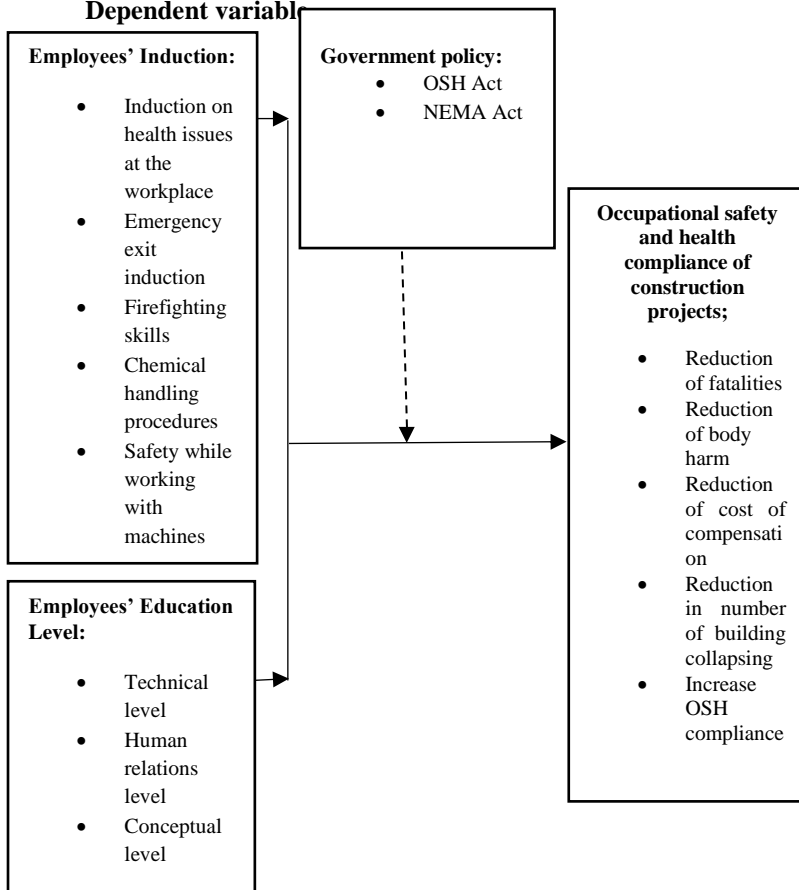 Dependent variable
Employees' Induction:
• Induction on
health issues
at the
workplace
• Emergency
exit
induction
• Firefighting
skills
• Chemical
handling
procedures
• Safety while
working
with
machines
Government policy:
• OSH Act
• NEMA Act
Occupational safety
and health
compliance of
construction
projects;
• Reduction
of fatalities
• Reduction
of body
harm
• Reduction
of cost of
compensati
on
• Reduction
in number
of building
collapsing
• Increase
OSH
compliance
Employees' Education
Level:
• Technical
level
• Human
relations
level
• Conceptual
level